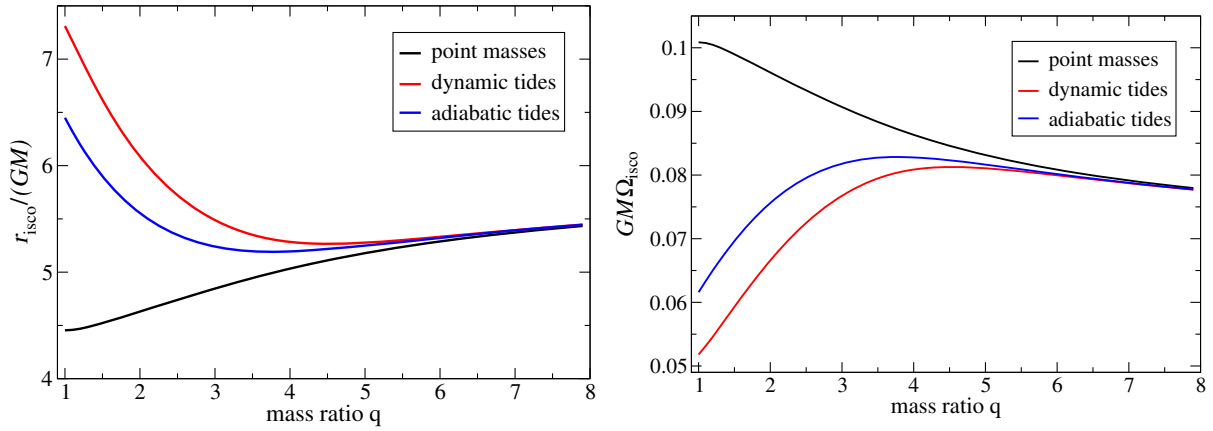 7
6
5
4
r_isco/(GM)
point masses
dynamic tides
adiabatic tides
1 2 3 4 5 6 7 8
mass ratio q
0.1
0.09
0.08
0.07
0.06
0.05
GMΩ_isco
point masses
dynamic tides
adiabatic tides
1 2 3 4 5 6 7 8
mass ratio q